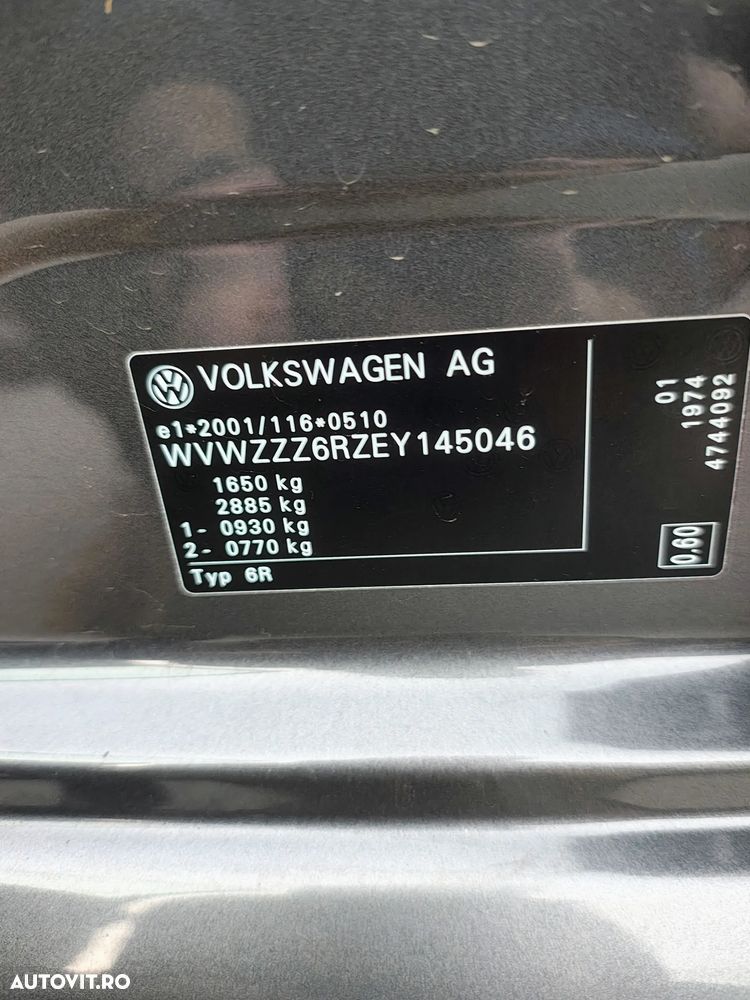 VOLKSWAGEN AG
e1*2001/116*0510
WVWZZZ6RZEY145046
1650 kg
2885 kg
1- 0930 kg
2- 0770 kg
Typ 6R
01
1974
4744092
0,60
AUTOVIT.RO